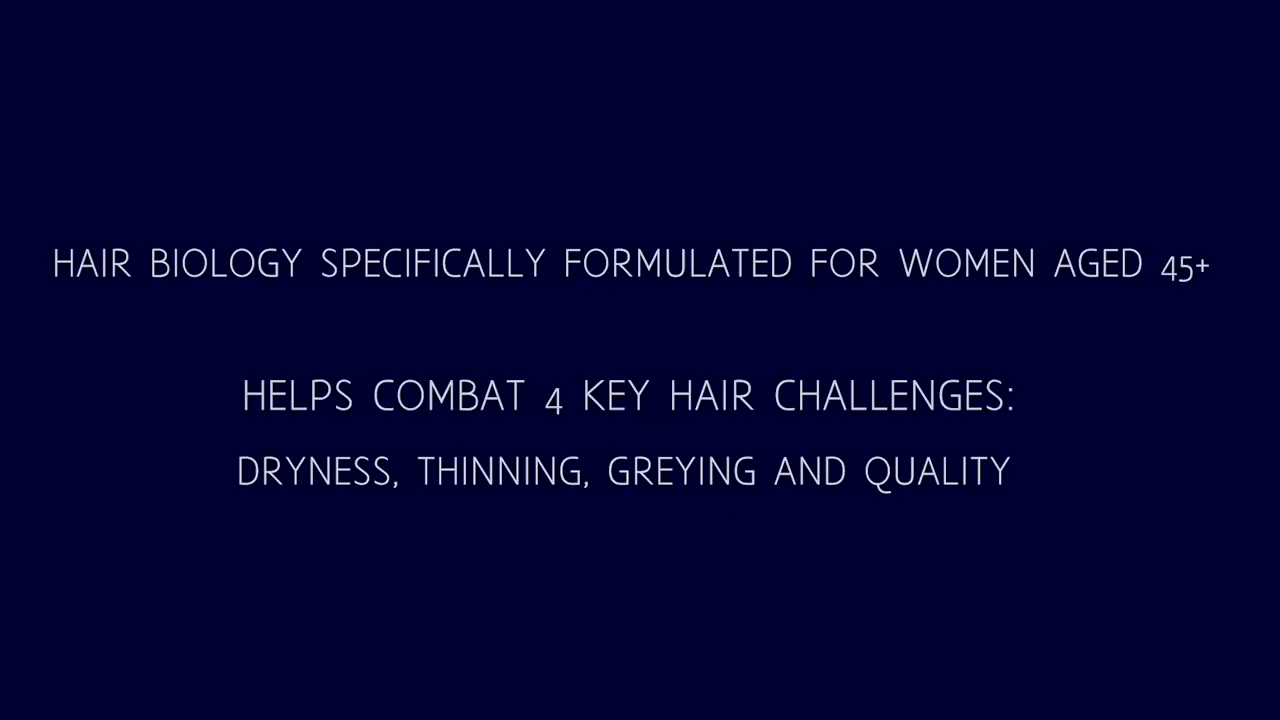 HAIR BIOLOGY SPECIFICALLY FORMULATED FOR WOMEN AGED 45+
HELPS COMBAT 4 KEY HAIR CHALLENGES:
DRYNESS, THINNING, GREYING AND QUALITY